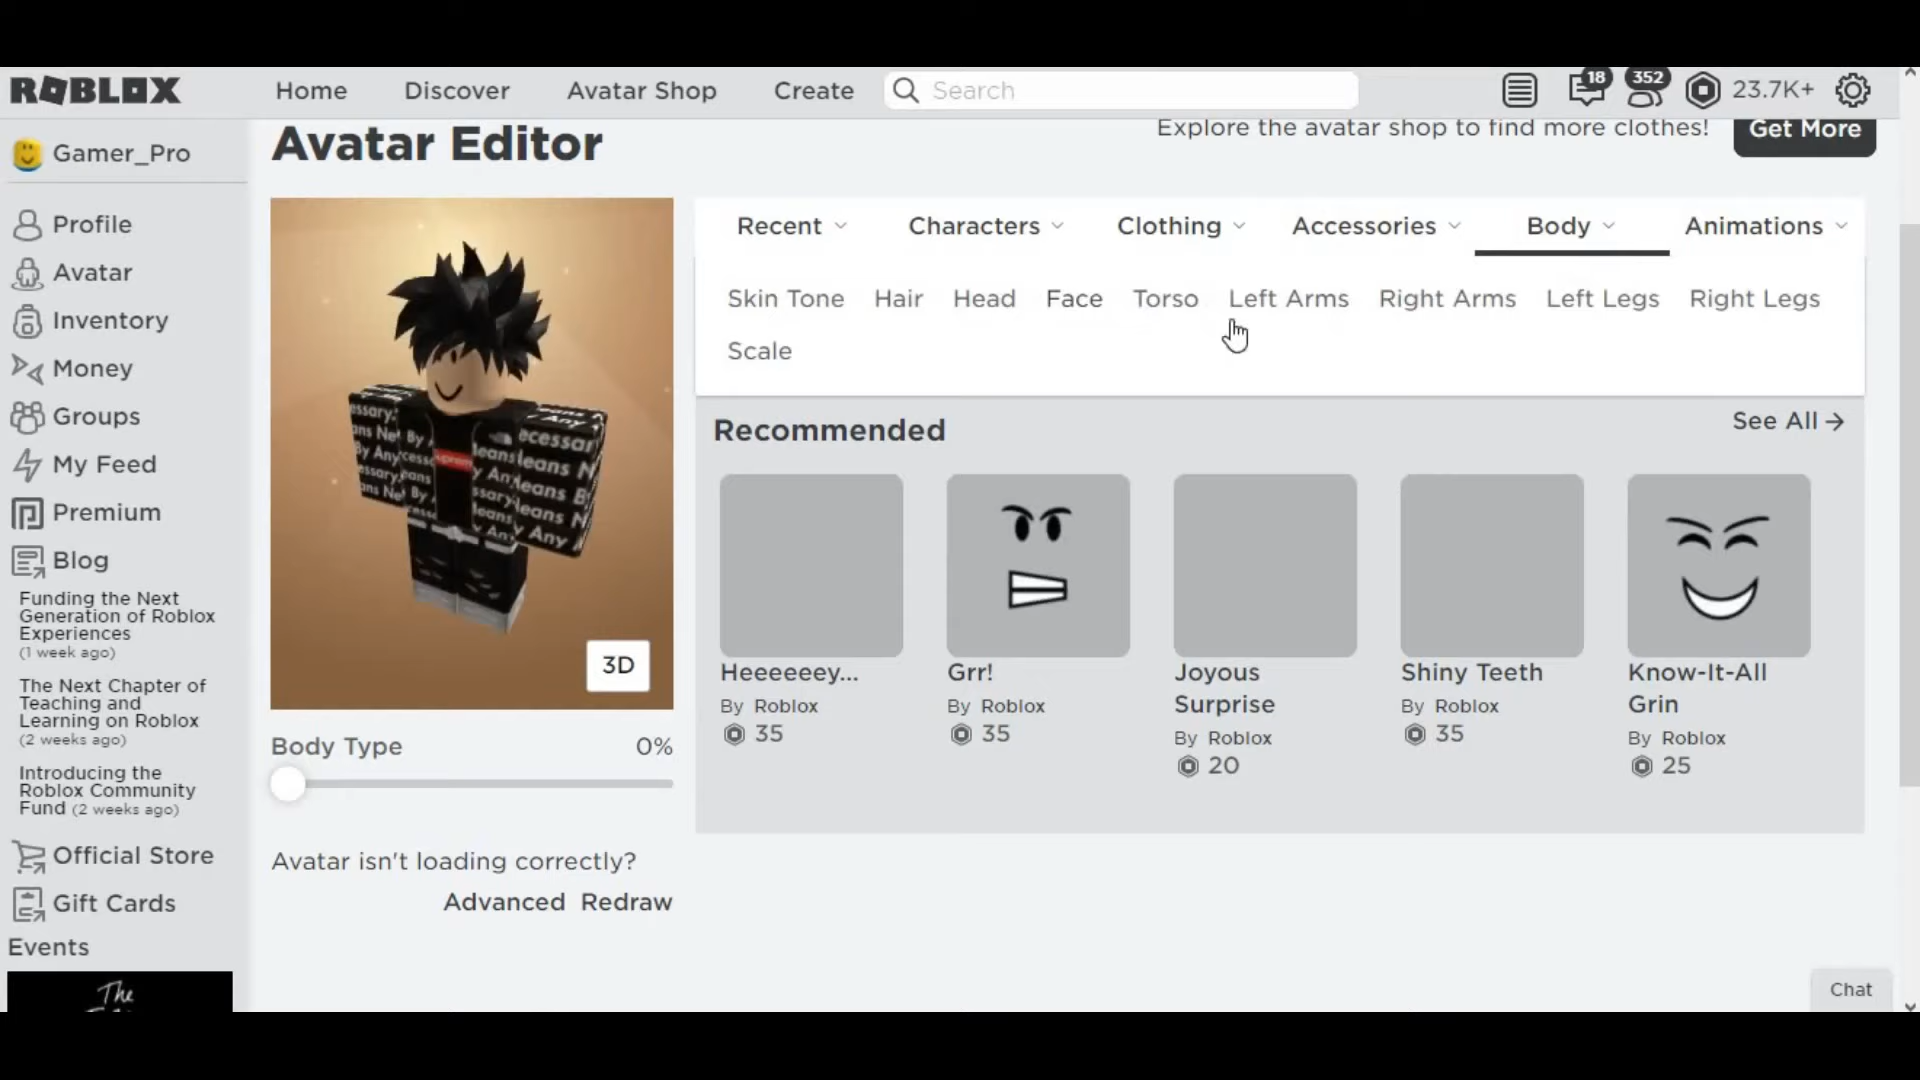 ROBLOX
Home
Discover
Avatar Shop
Create
Search
18
352
23.7K+
Gamer_Pro
Profile
Avatar
Inventory
Money
Groups
My Feed
Premium
Blog
Funding the Next
Generation of Roblox
Experiences
(1 week ago)
The Next Chapter of
Teaching and
Learning on Roblox
(2 weeks ago)
Introducing the
Roblox Community
Fund (2 weeks ago)
Official Store
Gift Cards
Events
The
Avatar Editor
Explore the avatar shop to find more clothes!
Get More
3D
Body Type
0%
Avatar isn't loading correctly?
Advanced Redraw
Recent
Characters
Clothing
Accessories
Body
Animations
Skin Tone Hair Head Face Torso Left Arms Right Arms Left Legs Right Legs
Scale
Recommended
See All
Heeeeeey...
By Roblox
35
Grr!
By Roblox
35
Joyous
Surprise
By Roblox
20
Shiny Teeth
By Roblox
35
Know-It-All
Grin
By Roblox
25
Chat